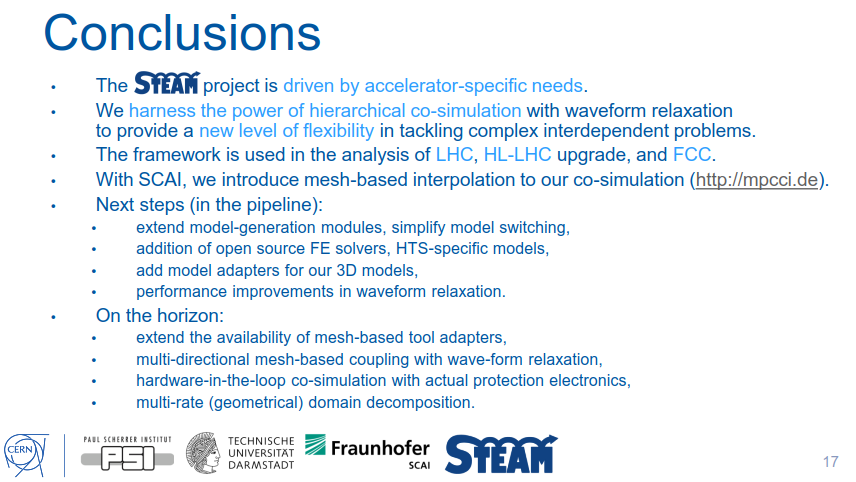 Conclusions
• The STEAM project is driven by accelerator-specific needs.
• We harness the power of hierarchical co-simulation with waveform relaxation
to provide a new level of flexibility in tackling complex interdependent problems.
• The framework is used in the analysis of LHC, HL-LHC upgrade, and FCC.
• With SCAI, we introduce mesh-based interpolation to our co-simulation (http://mpcci.de).
• Next steps (in the pipeline):
• extend model-generation modules, simplify model switching,
• addition of open source FE solvers, HTS-specific models,
• add model adapters for our 3D models,
• performance improvements in waveform relaxation.
• On the horizon:
• extend the availability of mesh-based tool adapters,
• multi-directional mesh-based coupling with wave-form relaxation,
• hardware-in-the-loop co-simulation with actual protection electronics,
• multi-rate (geometrical) domain decomposition.
CERN
PAUL SCHERRER INSTITUT
PSI
TECHNISCHE
UNIVERSITÄT
DARMSTADT
Fraunhofer
SCAI
STEAM
17